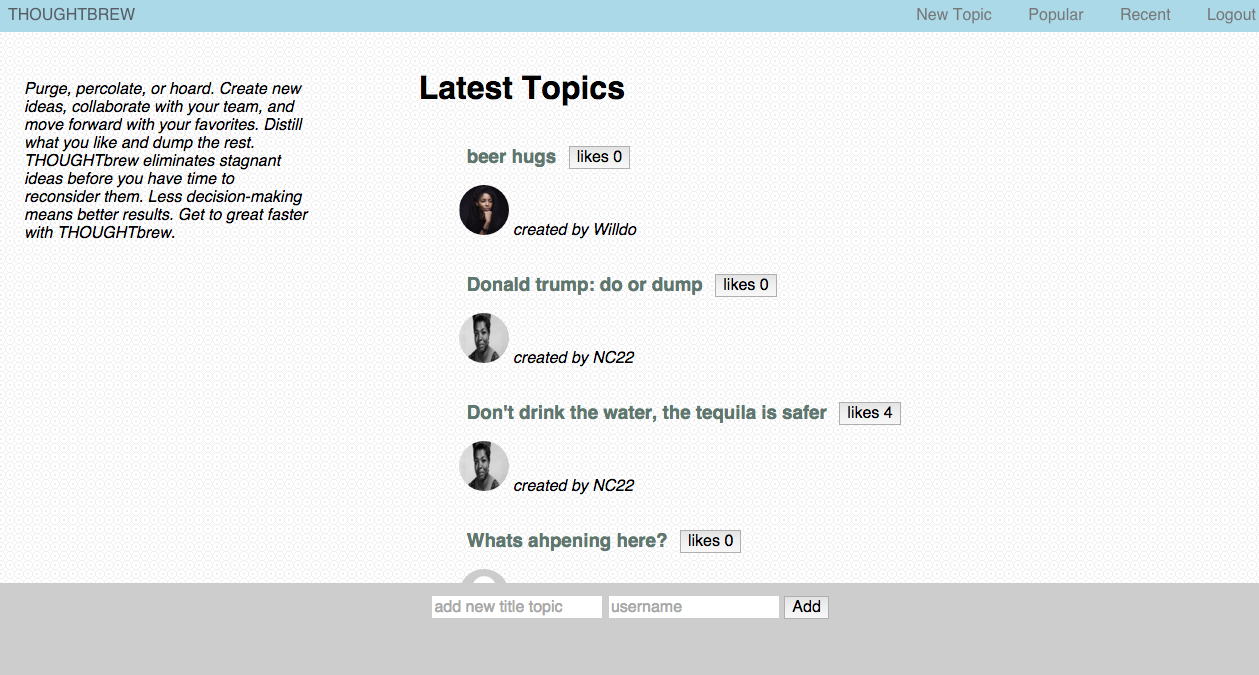 THOUGHTBREW
New Topic Popular Recent Logout
Purge, percolate, or hoard. Create new
ideas, collaborate with your team, and
move forward with your favorites. Distill
what you like and dump the rest.
THOUGHTbrew eliminates stagnant
ideas before you have time to
reconsider them. Less decision-making
means better results. Get to great faster
with THOUGHTbrew.
Latest Topics
beer hugs likes 0
created by Willdo
Donald trump: do or dump likes 0
created by NC22
Don't drink the water, the tequila is safer likes 4
created by NC22
Whats ahpening here? likes 0
add new title topic username Add